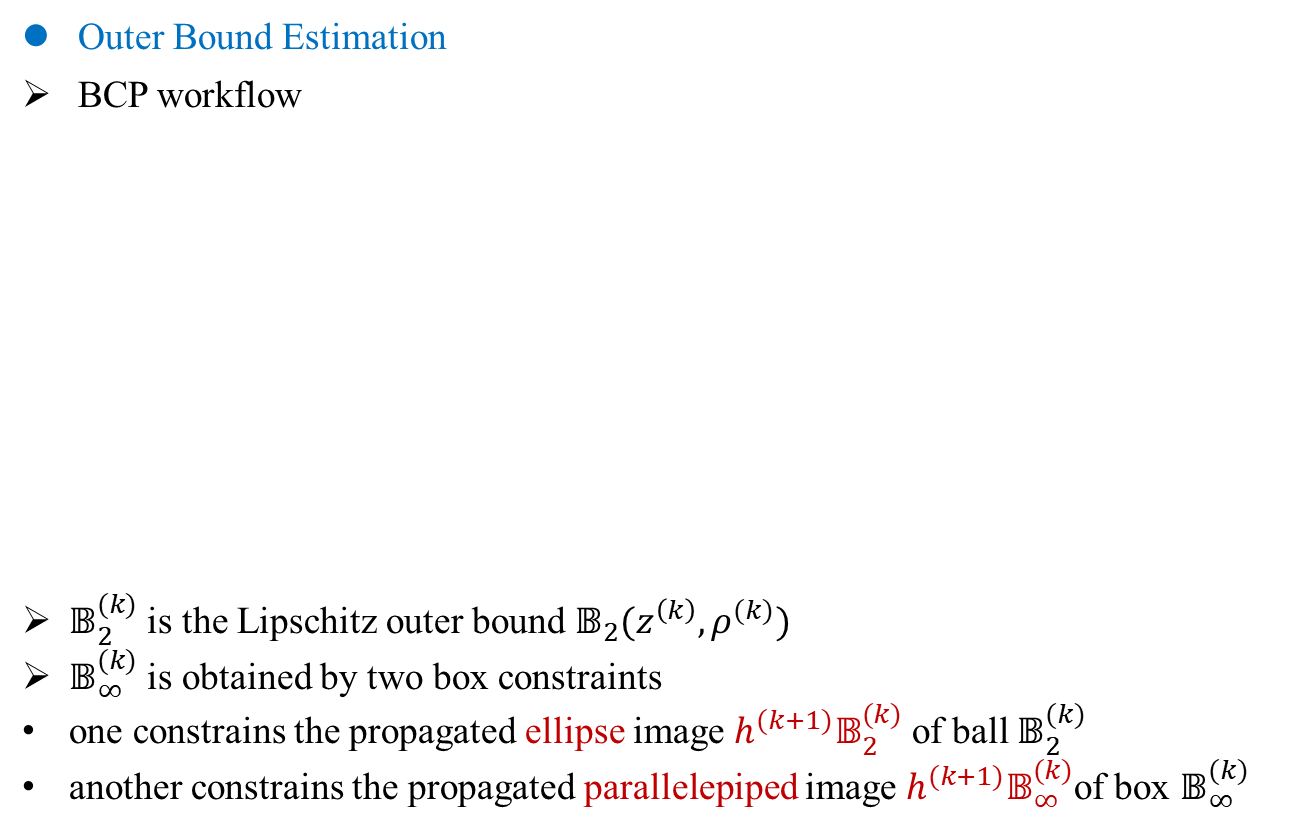 ● Outer Bound Estimation
➢ BCP workflow
➢ 𝔹₂⁽ᵏ⁾ is the Lipschitz outer bound 𝔹₂(z⁽ᵏ⁾, ρ⁽ᵏ⁾)
➢ 𝔹∞⁽ᵏ⁾ is obtained by two box constraints
• one constrains the propagated ellipse image h⁽ᵏ⁺¹⁾𝔹₂⁽ᵏ⁾ of ball 𝔹₂⁽ᵏ⁾
• another constrains the propagated parallelepiped image h⁽ᵏ⁺¹⁾𝔹∞⁽ᵏ⁾ of box 𝔹∞⁽ᵏ⁾